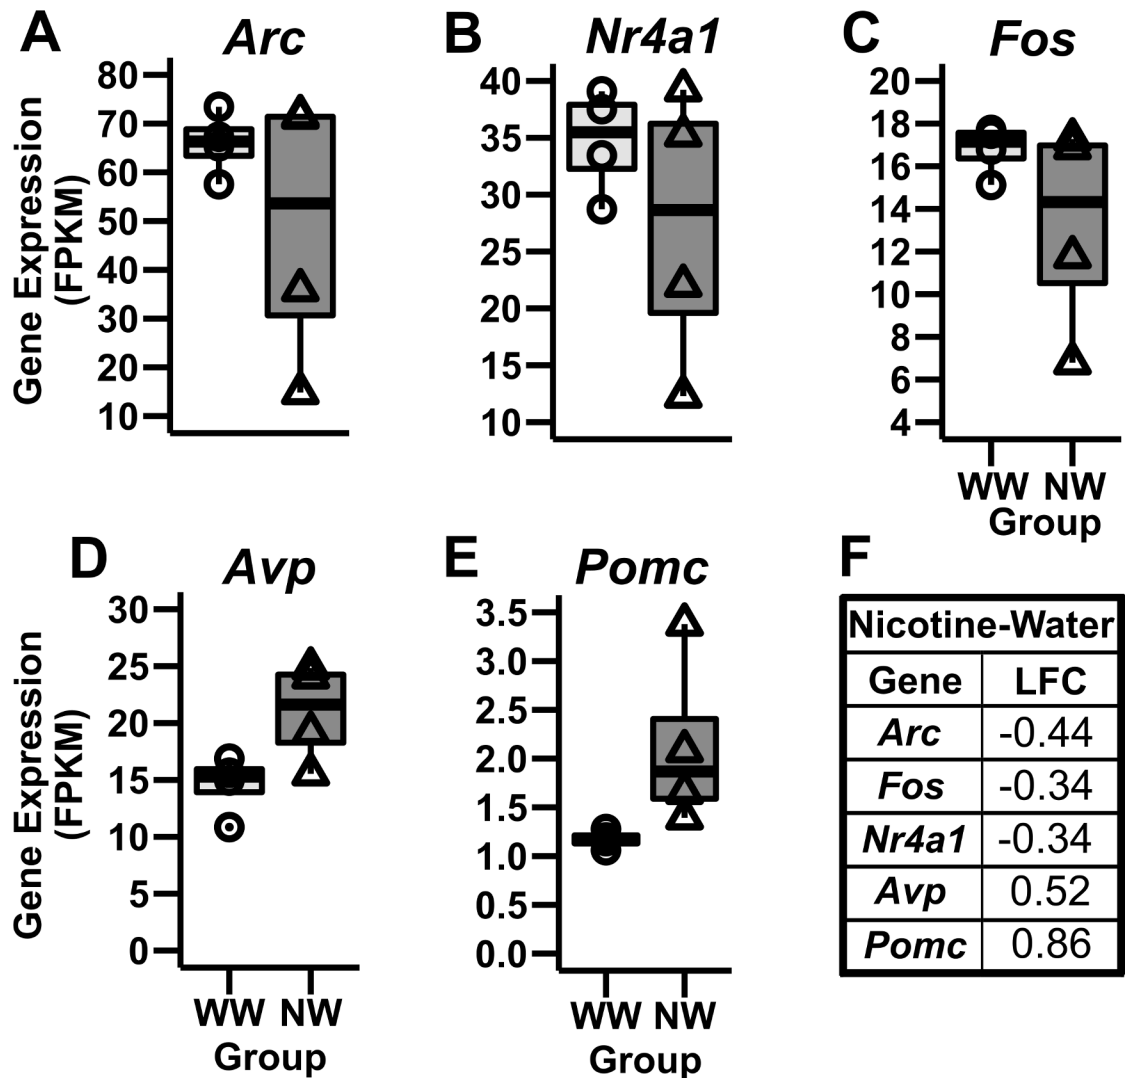 A
Arc
Gene Expression
(FPKM)
80
70
60
50
40
30
20
10
B
Nr4a1
40
35
30
25
20
15
10
C
Fos
20
18
16
14
12
10
8
6
4
WW NW
Group
D
Avp
Gene Expression
(FPKM)
30
25
20
15
10
5
0
WW NW
Group
E
Pomc
3.5
3.0
2.5
2.0
1.5
1.0
0.5
0.0
WW NW
Group
F
Nicotine-Water
Gene LFC
Arc -0.44
Fos -0.34
Nr4a1 -0.34
Avp 0.52
Pomc 0.86